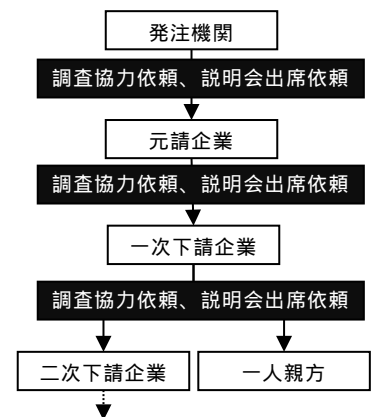 発注機関
調査協力依頼、説明会出席依頼
元請企業
調査協力依頼、説明会出席依頼
一次下請企業
調査協力依頼、説明会出席依頼
二次下請企業
一人親方